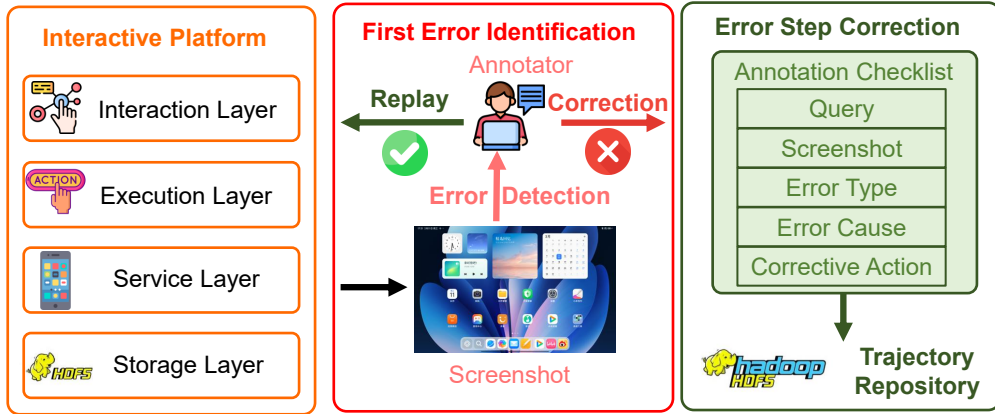 Interactive Platform
Interaction Layer
ACTION
Execution Layer
Service Layer
HDFS
Storage Layer
First Error Identification
Annotator
Replay
Correction
Error Detection
Screenshot
Error Step Correction
Annotation Checklist
Query
Screenshot
Error Type
Error Cause
Corrective Action
hadoop
HDFS
Trajectory
Repository